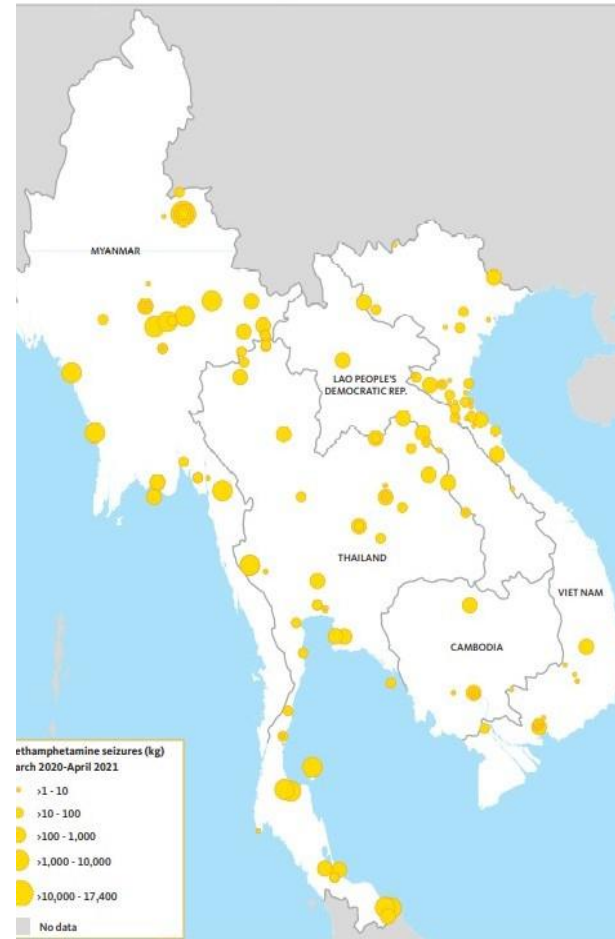 MYANMAR
LAO PEOPLE'S
DEMOCRATIC REP.
THAILAND
VIET NAM
CAMBODIA
ethamphetamine seizures (kg)
arch 2020-April 2021
>1 - 10
>10 - 100
>100 - 1,000
>1,000 - 10,000
>10,000 - 17,400
No data